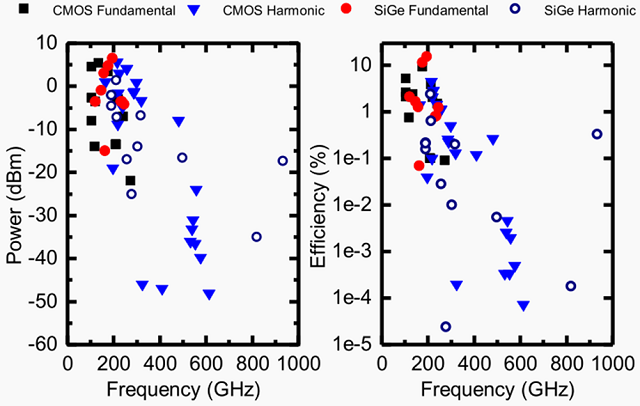 CMOS Fundamental CMOS Harmonic SiGe Fundamental SiGe Harmonic
10
0
-10
-20
-30
-40
-50
-60
Power (dBm)
0 200 400 600 800 1000
Frequency (GHz)
10
1
1e-1
1e-2
1e-3
1e-4
1e-5
Efficiency (%)
0 200 400 600 800 1000
Frequency (GHz)